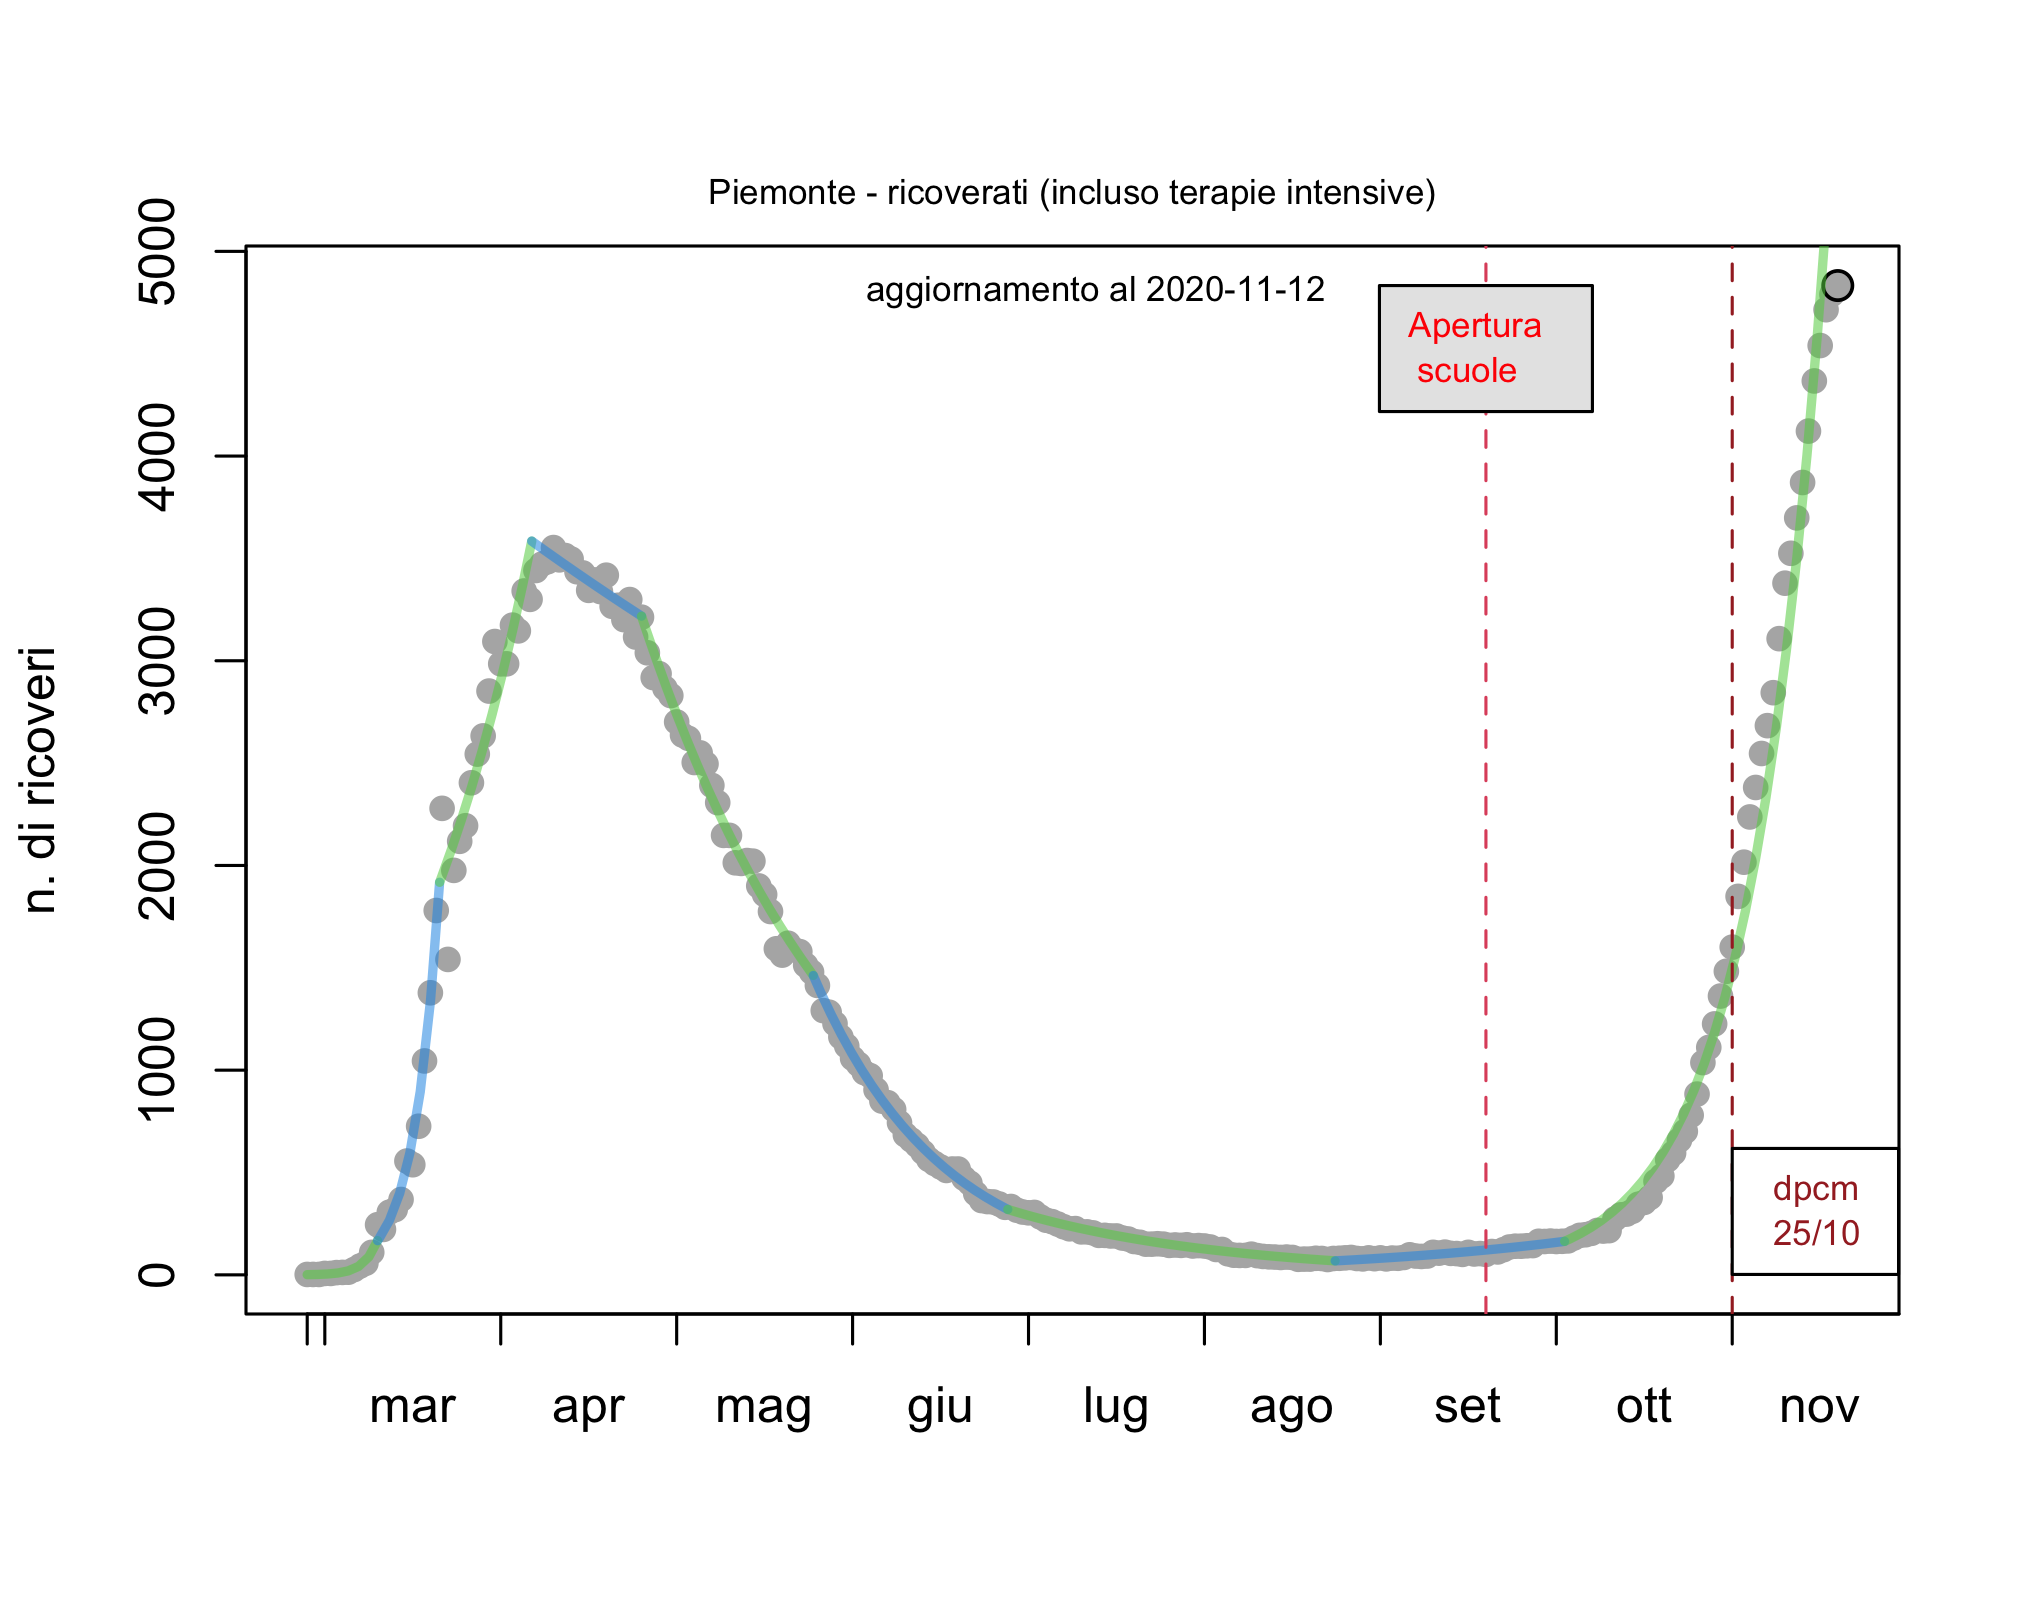 Piemonte - ricoverati (incluso terapie intensive)
aggiornamento al 2020-11-12
Apertura
scuole
dpcm
25/10
n. di ricoveri
5000
4000
3000
2000
1000
0
mar apr mag giu lug ago set ott nov